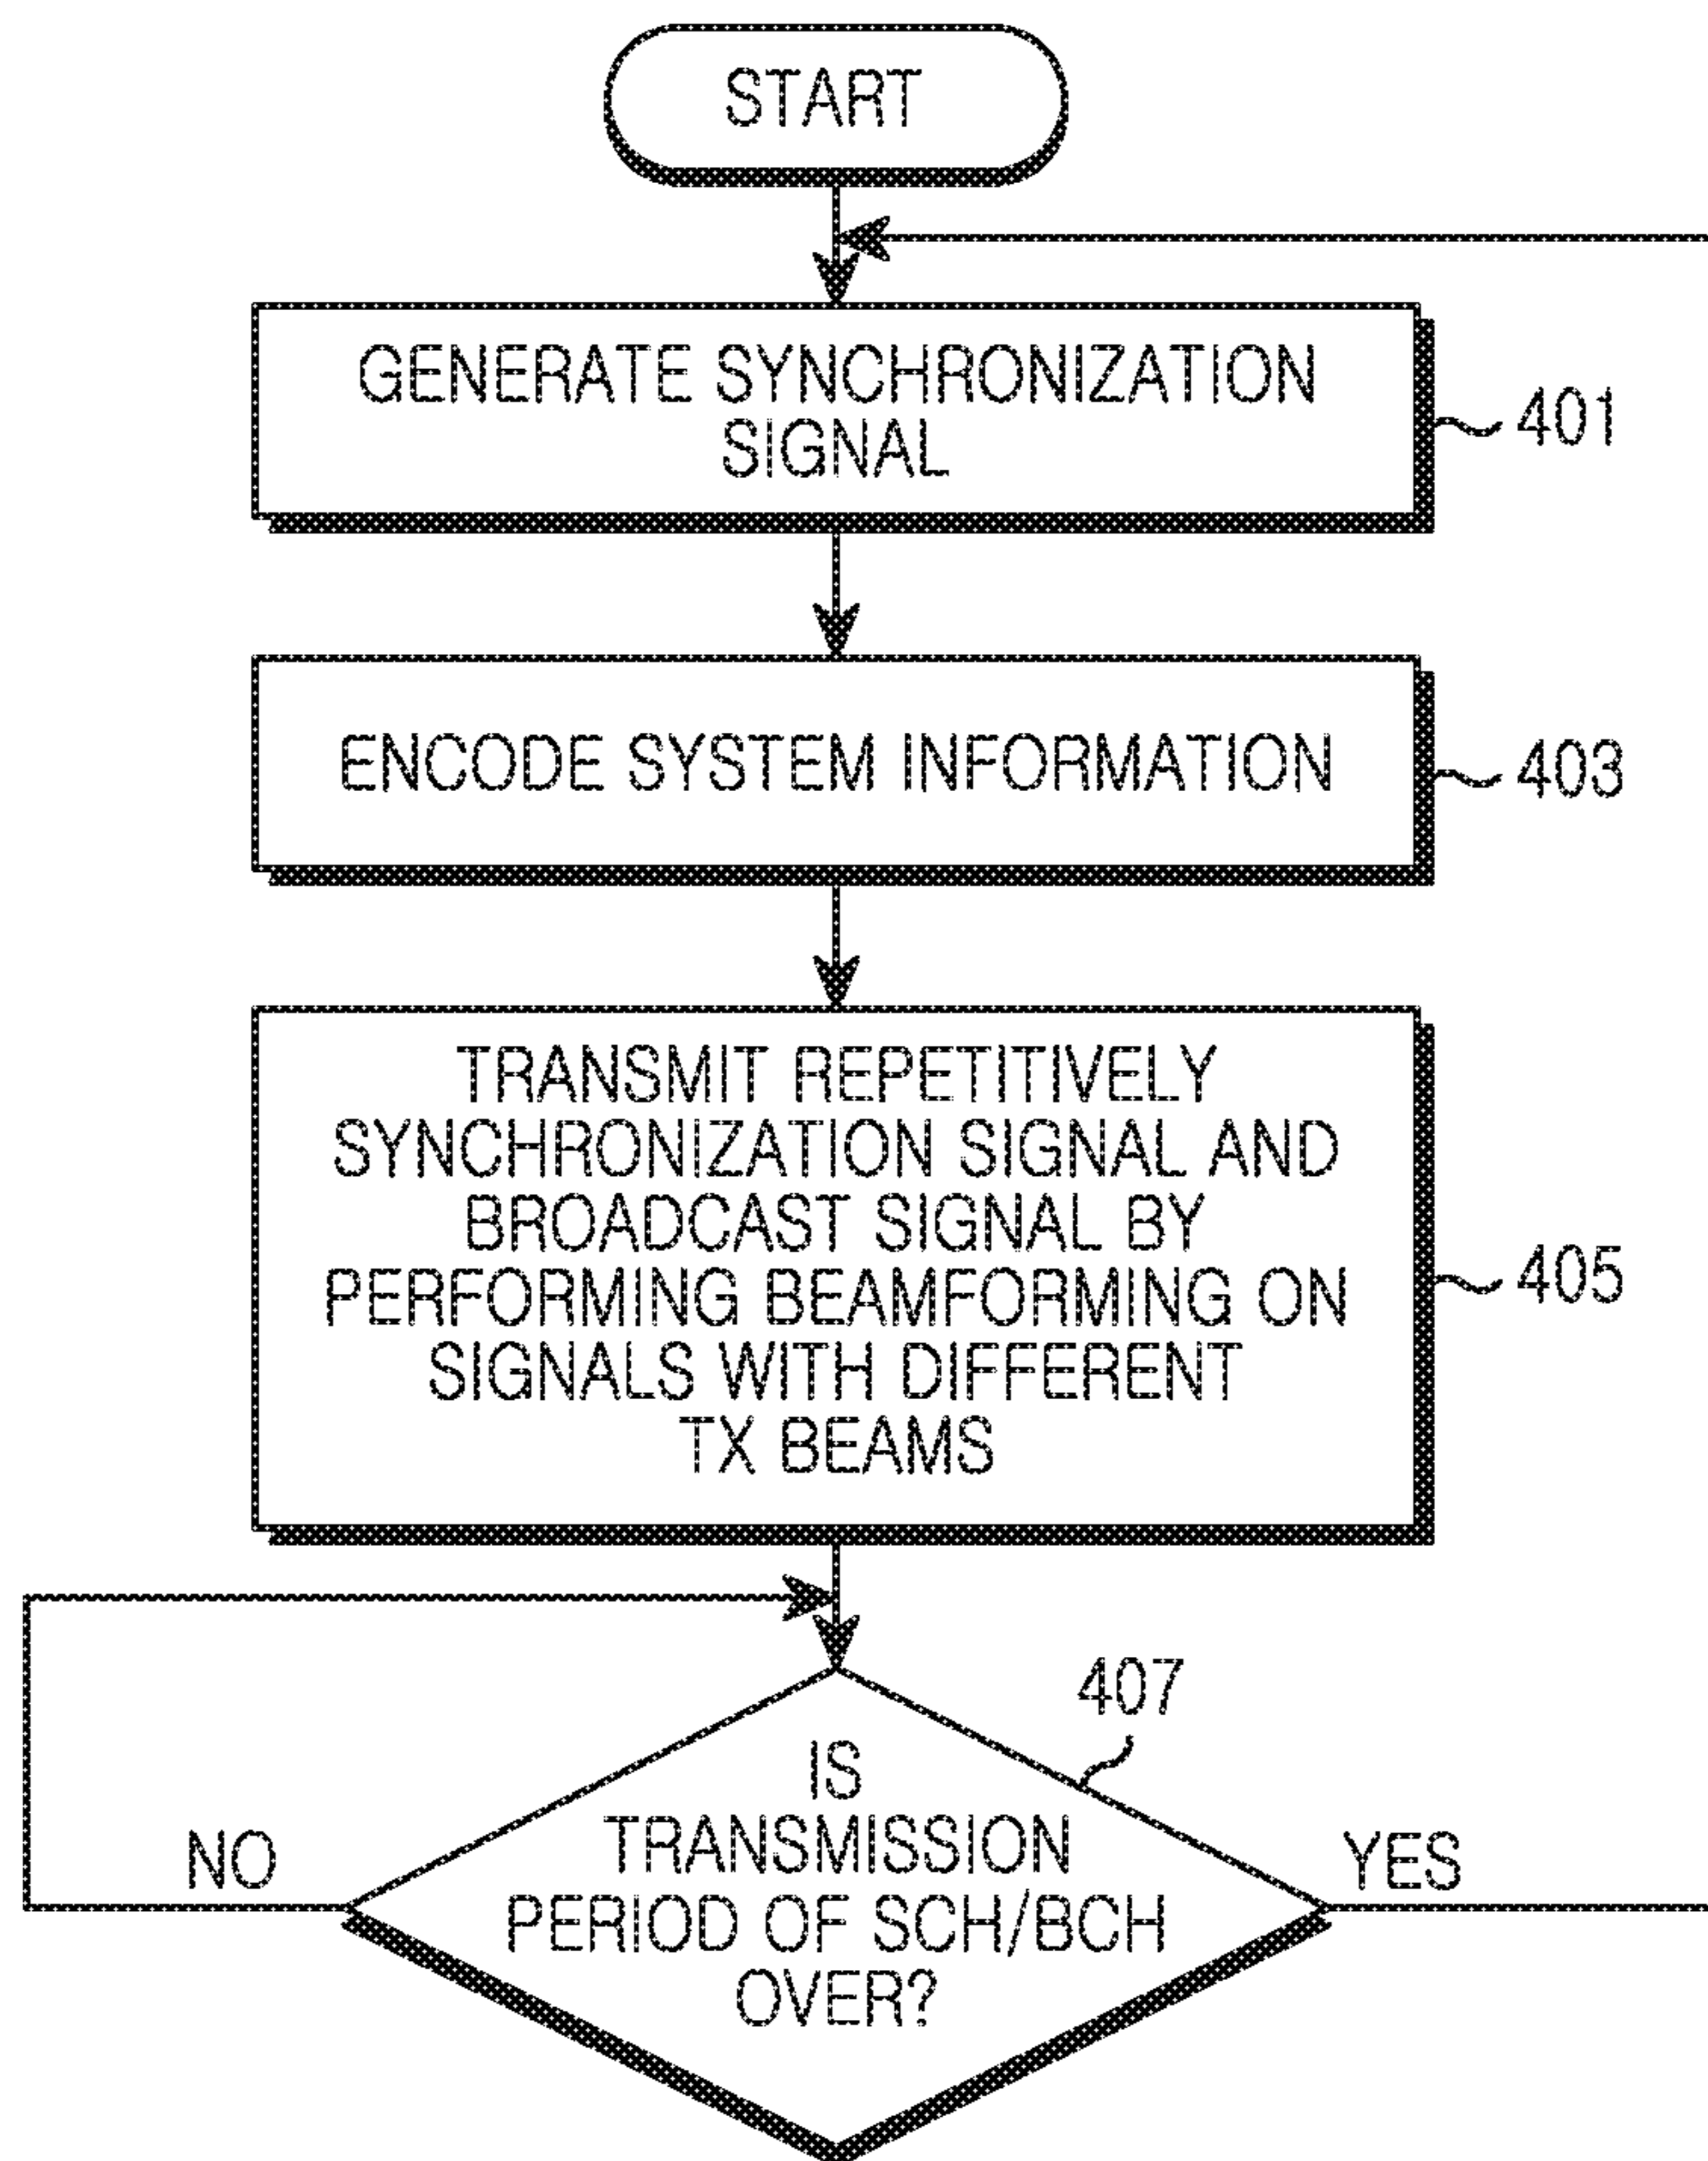 START
GENERATE SYNCHRONIZATION
SIGNAL
401
ENCODE SYSTEM INFORMATION
403
TRANSMIT REPETITIVELY
SYNCHRONIZATION SIGNAL AND
BROADCAST SIGNAL BY
PERFORMING BEAMFORMING ON
SIGNALS WITH DIFFERENT
TX BEAMS
405
407
IS
TRANSMISSION
PERIOD OF SCH/BCH
OVER?
NO
YES